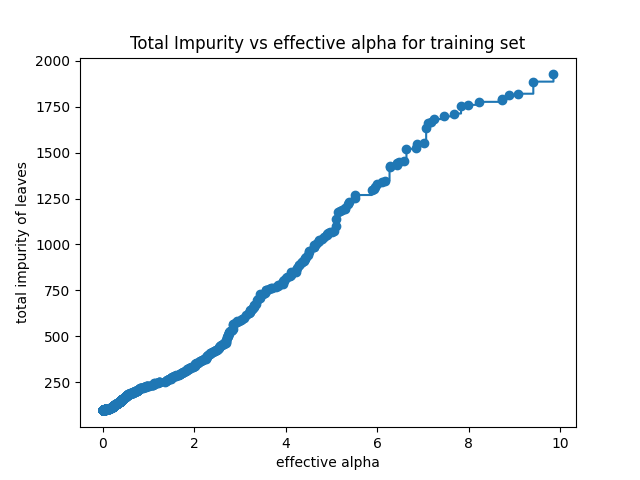 Total Impurity vs effective alpha for training set
2000
1750
1500
1250
1000
750
500
250
total impurity of leaves
0 2 4 6 8 10
effective alpha